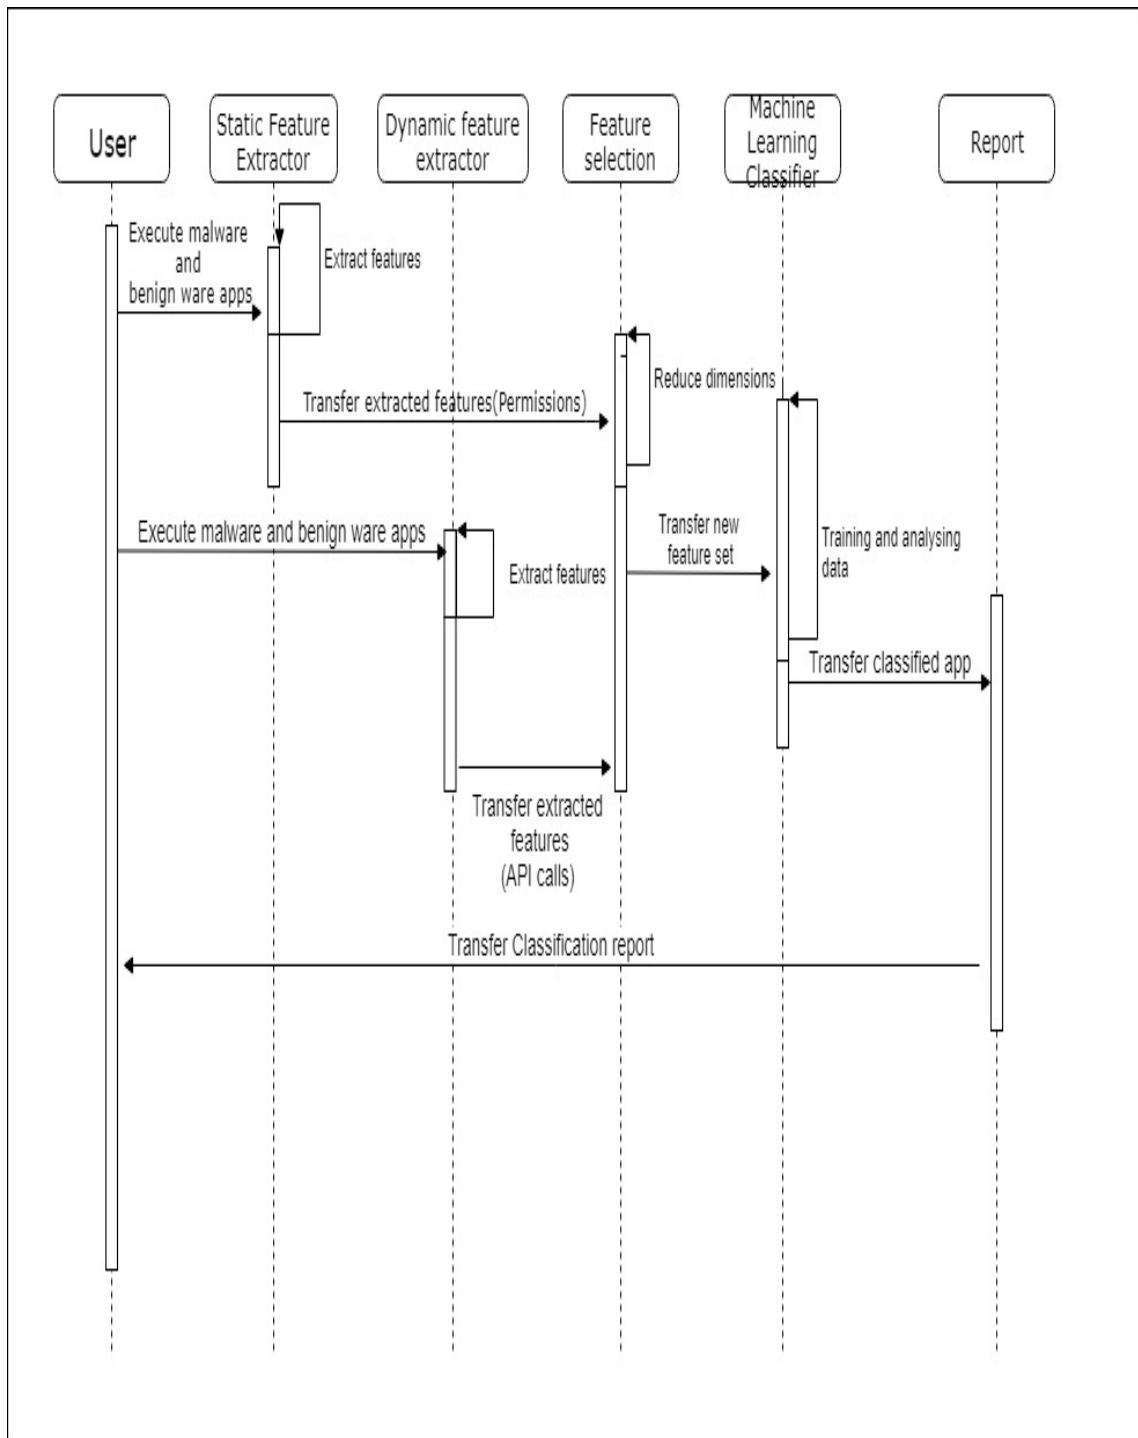 User
Static Feature
Extractor
Dynamic feature
extractor
Feature
selection
Machine
Learning
Classifier
Report
Execute malware
and
benign ware apps
Extract features
Reduce dimensions
Transfer extracted features(Permissions)
Execute malware and benign ware apps
Extract features
Transfer new
feature set
Training and analysing
data
Transfer classified app
Transfer extracted
features
(API calls)
Transfer Classification report